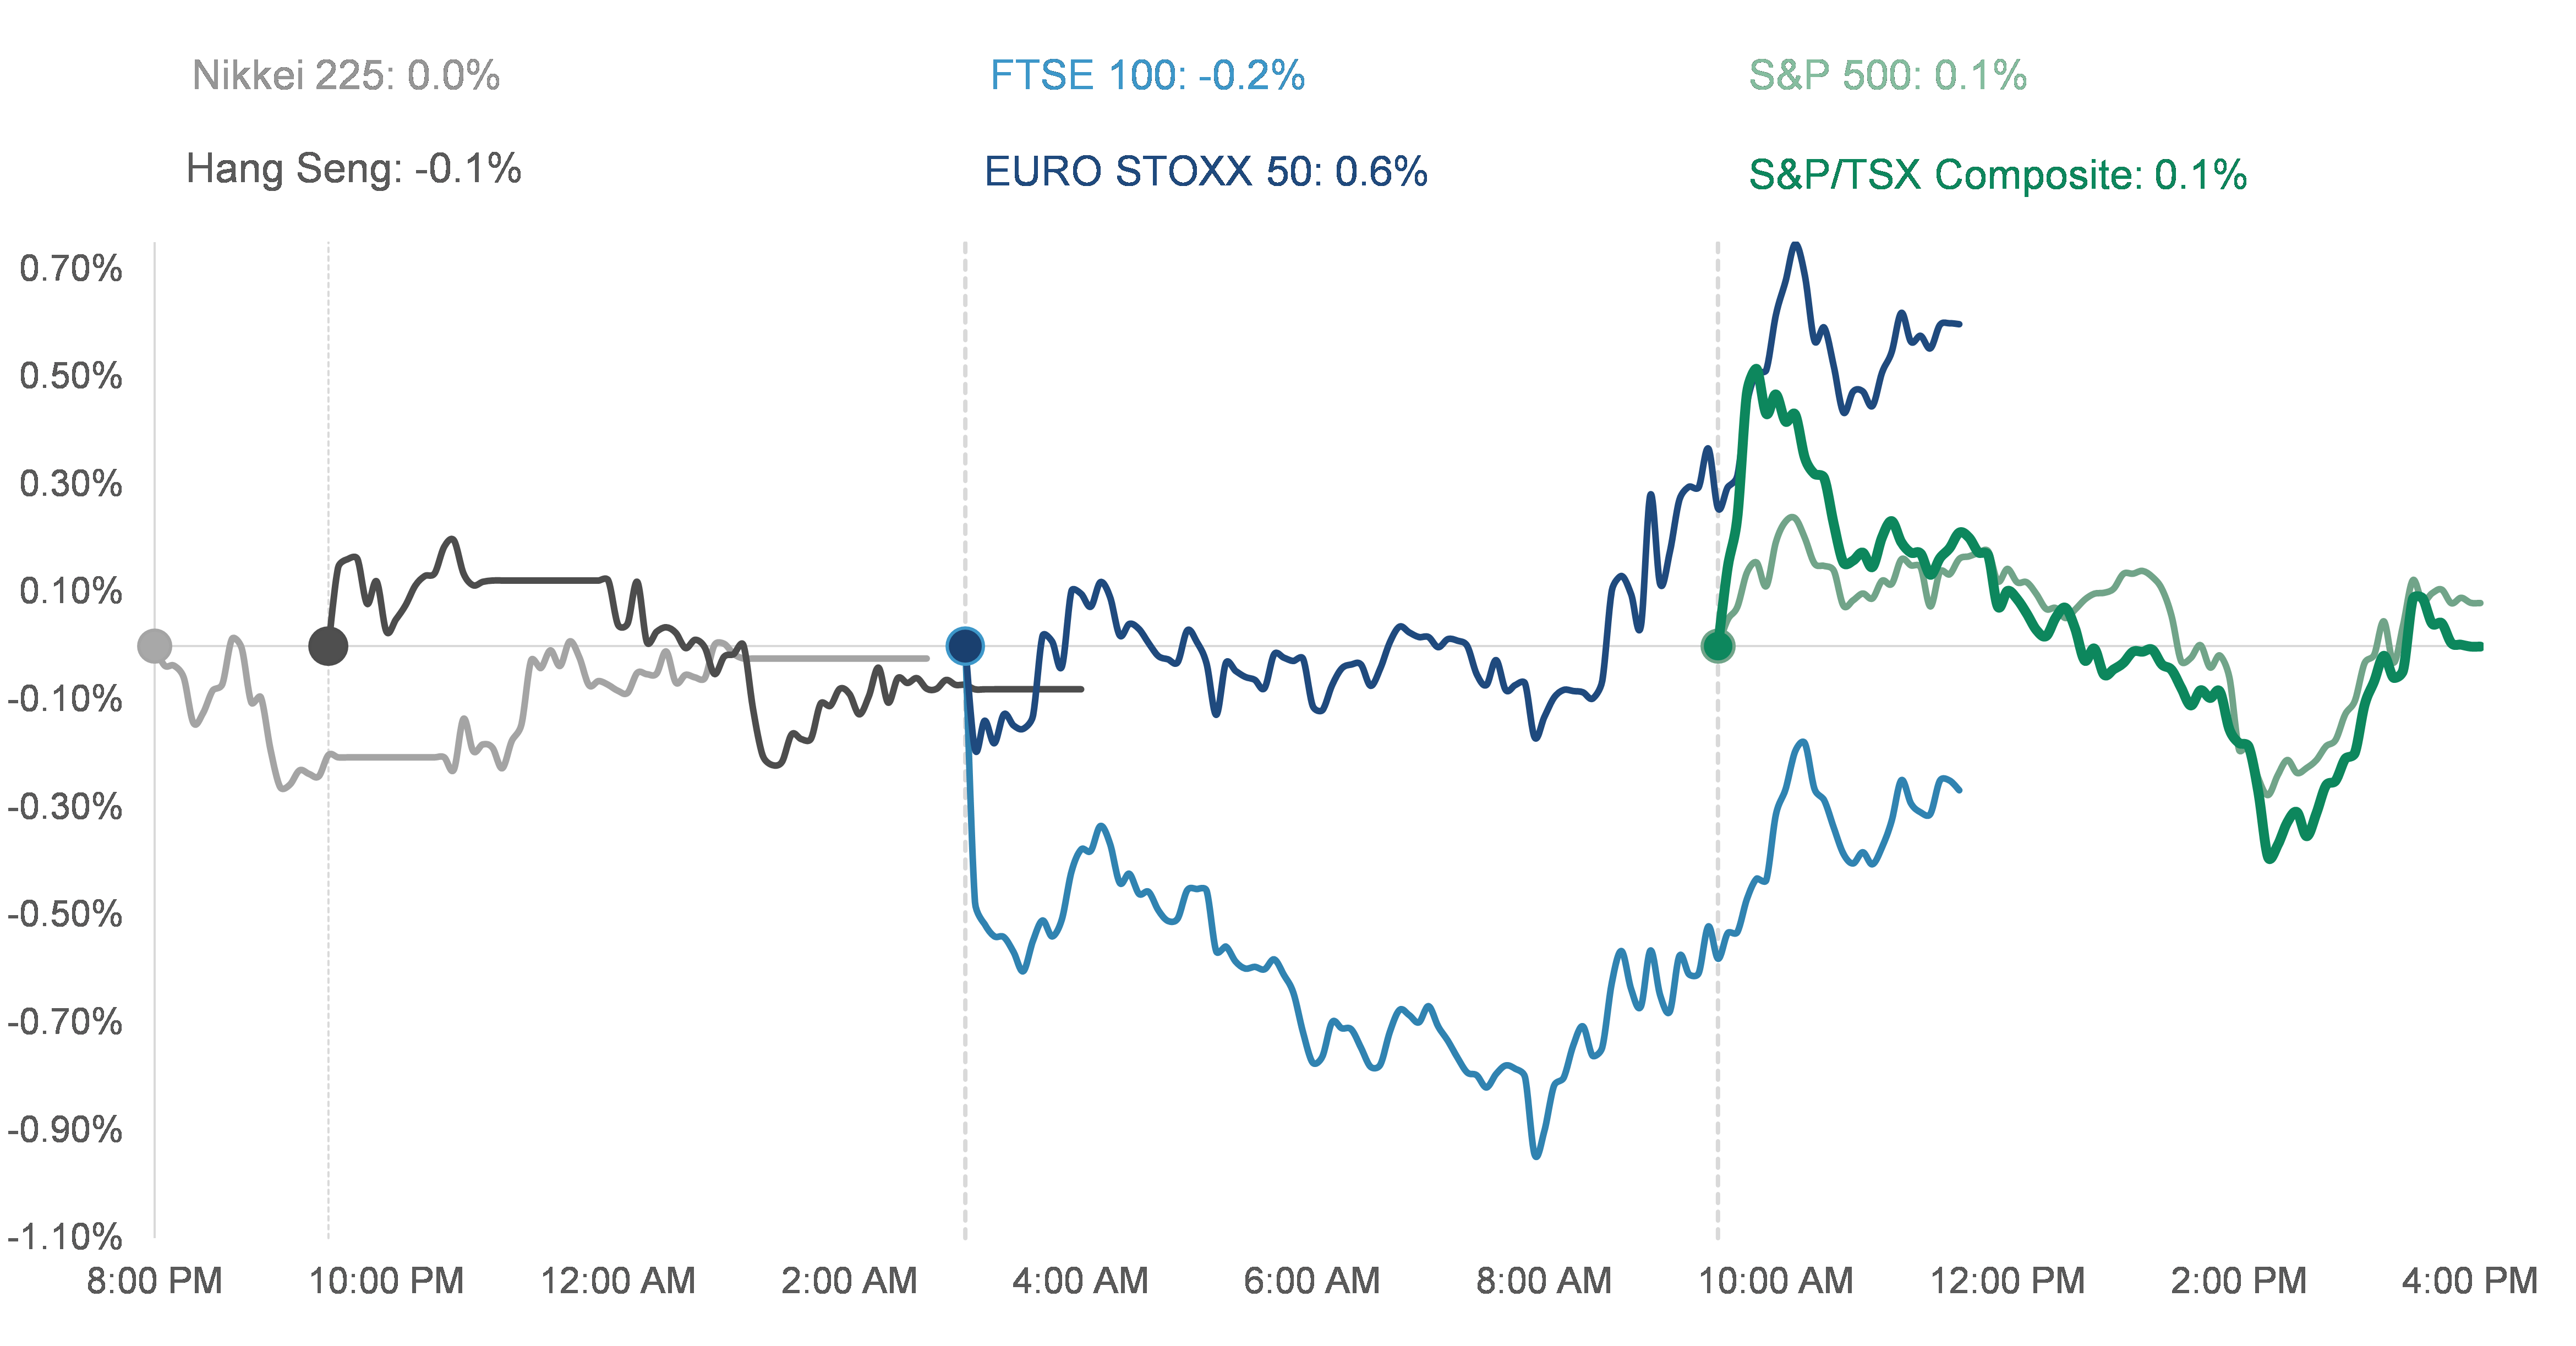 Nikkei 225: 0.0%
FTSE 100: -0.2%
S&P 500: 0.1%
Hang Seng: -0.1%
EURO STOXX 50: 0.6%
S&P/TSX Composite: 0.1%
0.70%
0.50%
0.30%
0.10%
-0.10%
-0.30%
-0.50%
-0.70%
-0.90%
-1.10%
8:00 PM
10:00 PM
12:00 AM
2:00 AM
4:00 AM
6:00 AM
8:00 AM
10:00 AM
12:00 PM
2:00 PM
4:00 PM